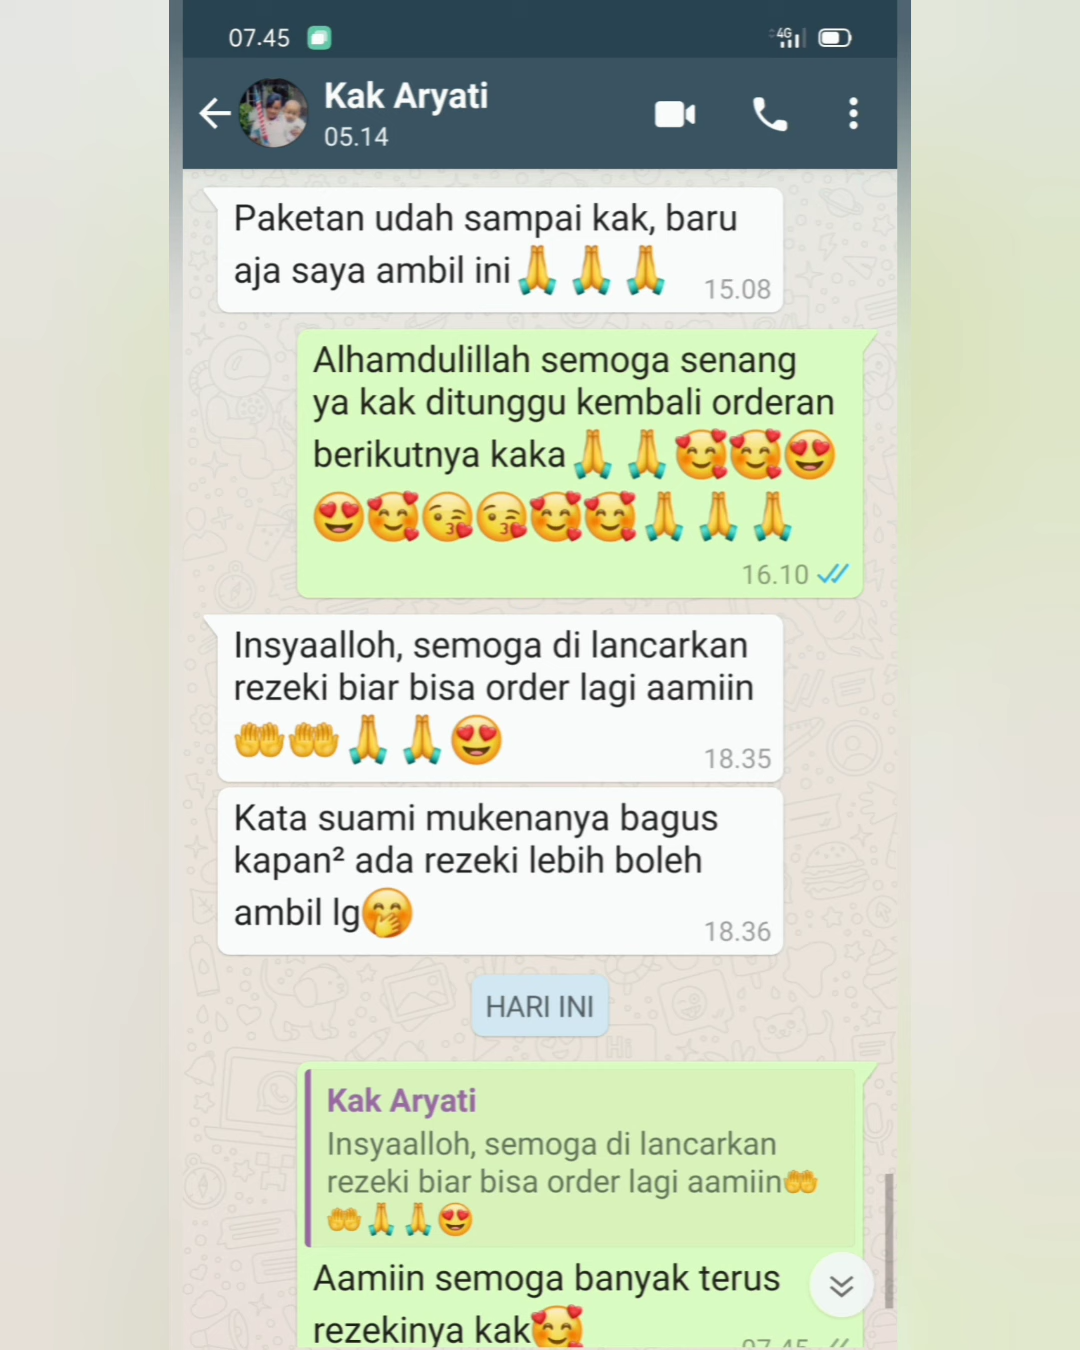 07.45
4G
Kak Aryati
05.14
Paketan udah sampai kak, baru
aja saya ambil ini🙏🙏🙏
15.08
Alhamdulillah semoga senang
ya kak ditunggu kembali orderan
berikutnya kaka🙏🙏🥰🥰😍
😍🥰😘😘🥰🥰🙏🙏🙏
16.10
Insyaalloh, semoga di lancarkan
rezeki biar bisa order lagi aamiin
🤲🤲🙏🙏😍
18.35
Kata suami mukenanya bagus
kapan² ada rezeki lebih boleh
ambil lg🤭
18.36
HARI INI
Kak Aryati
Insyaalloh, semoga di lancarkan
rezeki biar bisa order lagi aamiin🤲
🤲🙏🙏😍
Aamiin semoga banyak terus
rezekinya kak🥰
07.45